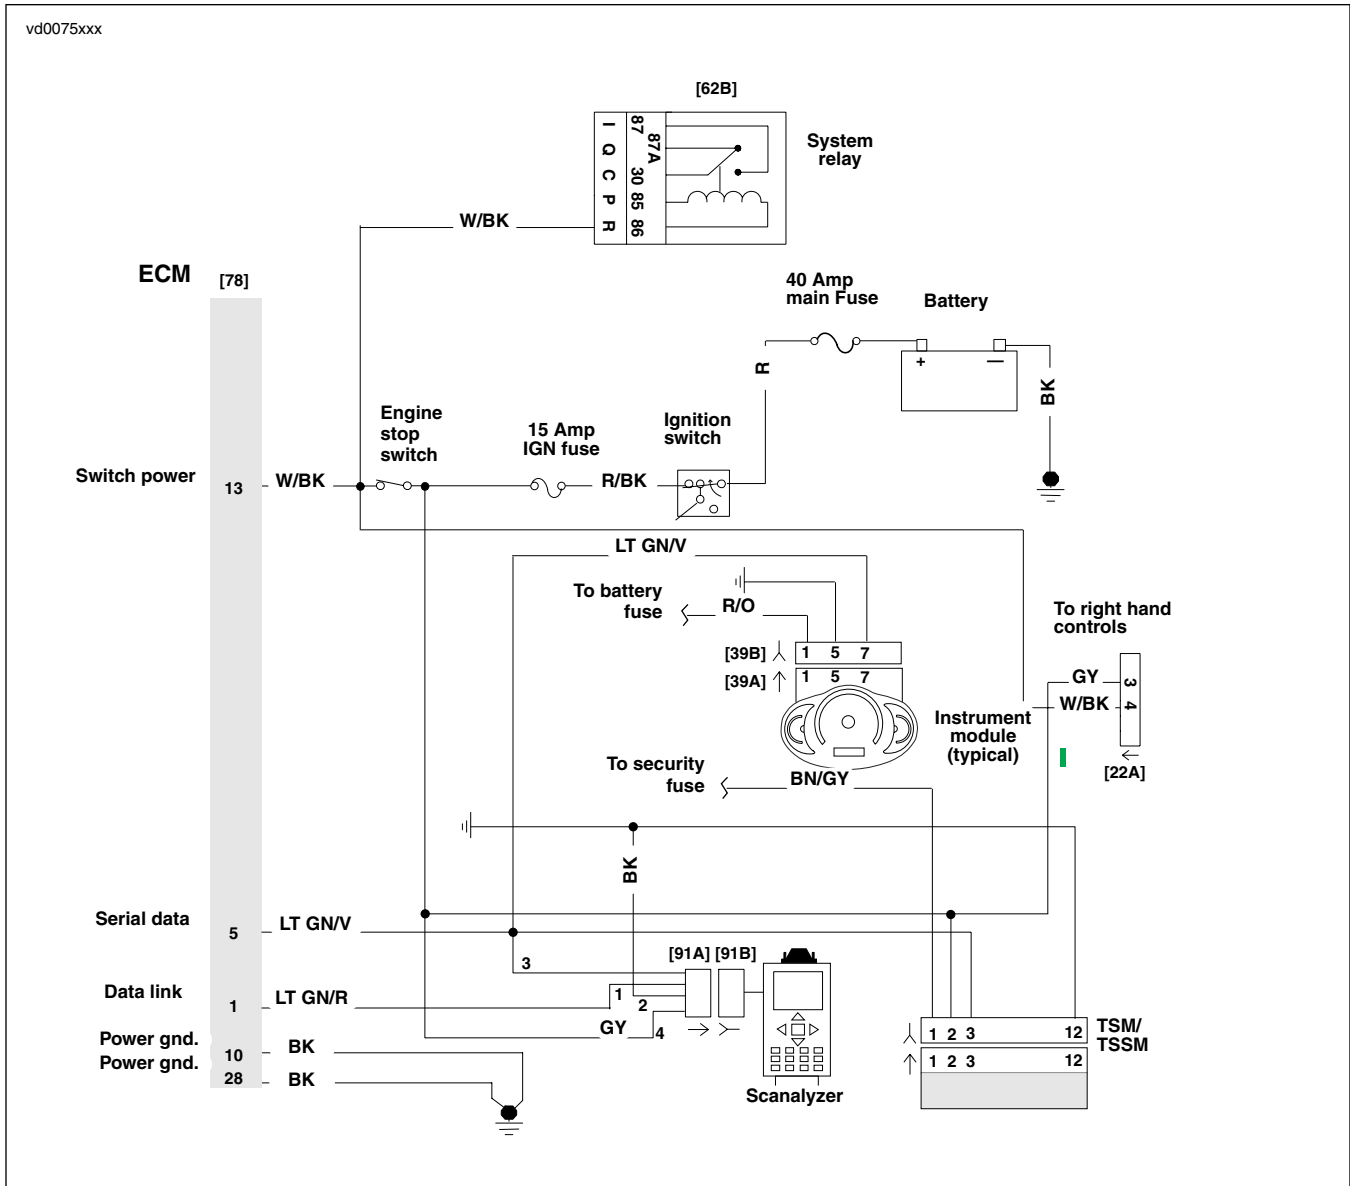 vd0075xxx
[62B]
I Q C P R
87 87A 30 85 86
System
relay
W/BK
ECM
[78]
40 Amp
main Fuse
Battery
+
—
R
BK
Engine
stop
switch
15 Amp
IGN fuse
Ignition
switch
Switch power
13
W/BK
R/BK
LT GN/V
To battery
fuse
R/O
[39B]
1 5 7
[39A]
1 5 7
To right hand
controls
GY
3
W/BK
4
[22A]
Instrument
module
(typical)
To security
fuse
BN/GY
BK
Serial data
5
LT GN/V
[91A] [91B]
3
Data link
1
LT GN/R
1
2
GY
4
Power gnd.
10
BK
Power gnd.
28
BK
Scanalyzer
1 2 3 12
1 2 3 12
TSM/
TSSM